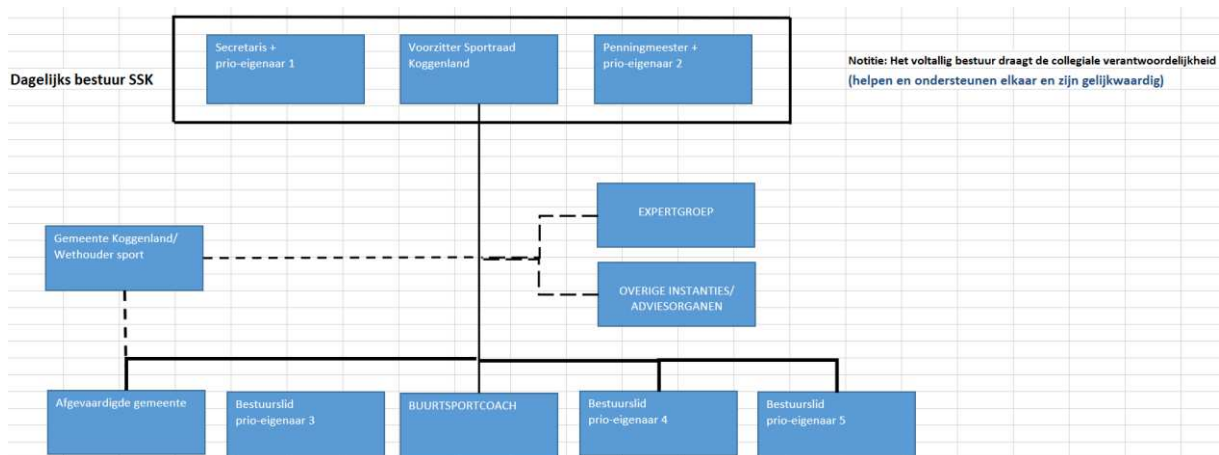 Secretaris +
prio-eigenaar 1
Voorzitter Sportraad
Koggenland
Penningmeester +
prio-eigenaar 2
Dagelijks bestuur SSK
Notitie: Het voltallig bestuur draagt de collegiale verantwoordelijkheid
(helpen en ondersteunen elkaar en zijn gelijkwaardig)
EXPERTGROEP
Gemeente Koggenland/
Wethouder sport
OVERIGE INSTANTIES/
ADVIESORGANEN
Afgevaardigde gemeente
Bestuurslid
prio-eigenaar 3
BUURTSPORTCOACH
Bestuurslid
prio-eigenaar 4
Bestuurslid
prio-eigenaar 5